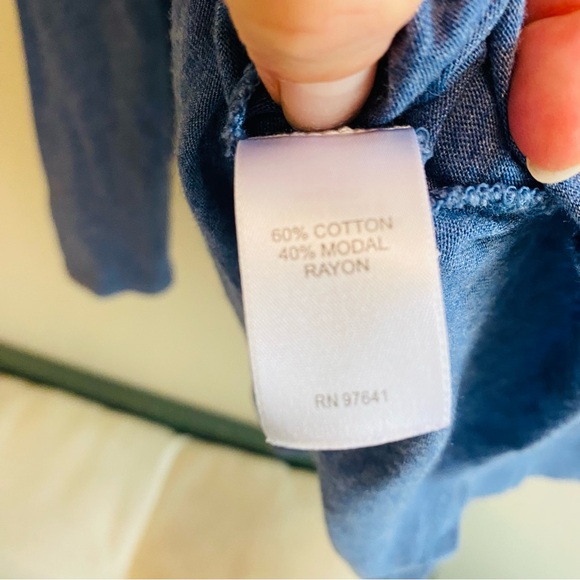 60% COTTON
40% MODAL
RAYON
RN 97641